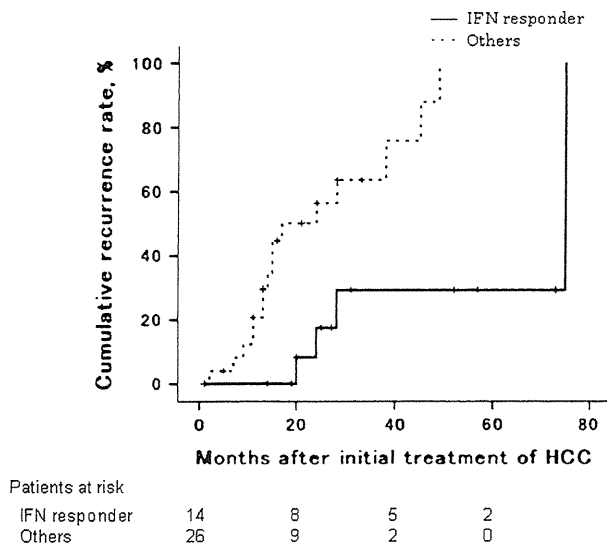 IFN responder
Others
Cumulative recurrence rate, %
100
80
60
40
20
0
0 20 40 60 80
Months after initial treatment of HCC
Patients at risk
IFN responder 14 8 5 2
Others 26 9 2 0